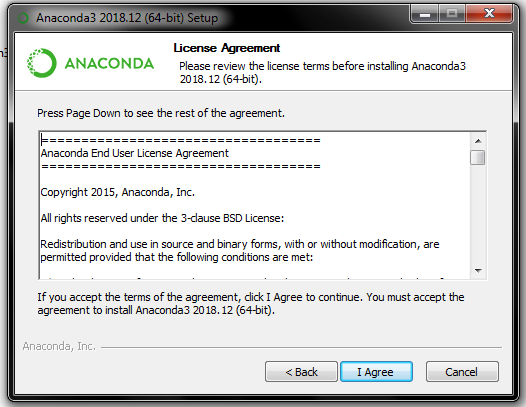 Anaconda3 2018.12 (64-bit) Setup
ANACONDA
License Agreement
Please review the license terms before installing Anaconda3
2018.12 (64-bit).
Press Page Down to see the rest of the agreement.
===================================
Anaconda End User License Agreement
===================================
Copyright 2015, Anaconda, Inc.
All rights reserved under the 3-clause BSD License:
Redistribution and use in source and binary forms, with or without modification, are
permitted provided that the following conditions are met:
If you accept the terms of the agreement, click I Agree to continue. You must accept the
agreement to install Anaconda3 2018.12 (64-bit).
Anaconda, Inc.
< Back
I Agree
Cancel